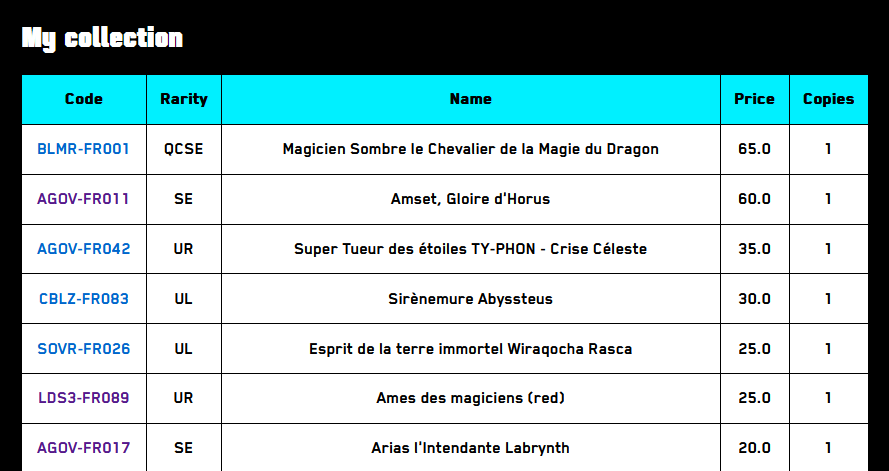 My collection
Code Rarity Name Price Copies
BLMR-FR001 QCSE Magicien Sombre le Chevalier de la Magie du Dragon 65.0 1
AGOV-FR011 SE Amset, Gloire d'Horus 60.0 1
AGOV-FR042 UR Super Tueur des étoiles TY-PHON - Crise Céleste 35.0 1
CBLZ-FR083 UL Sirènemure Abyssteus 30.0 1
SOVR-FR026 UL Esprit de la terre immortel Wiraqocha Rasca 25.0 1
LDS3-FR089 UR Ames des magiciens (red) 25.0 1
AGOV-FR017 SE Arias l'Intendante Labrynth 20.0 1